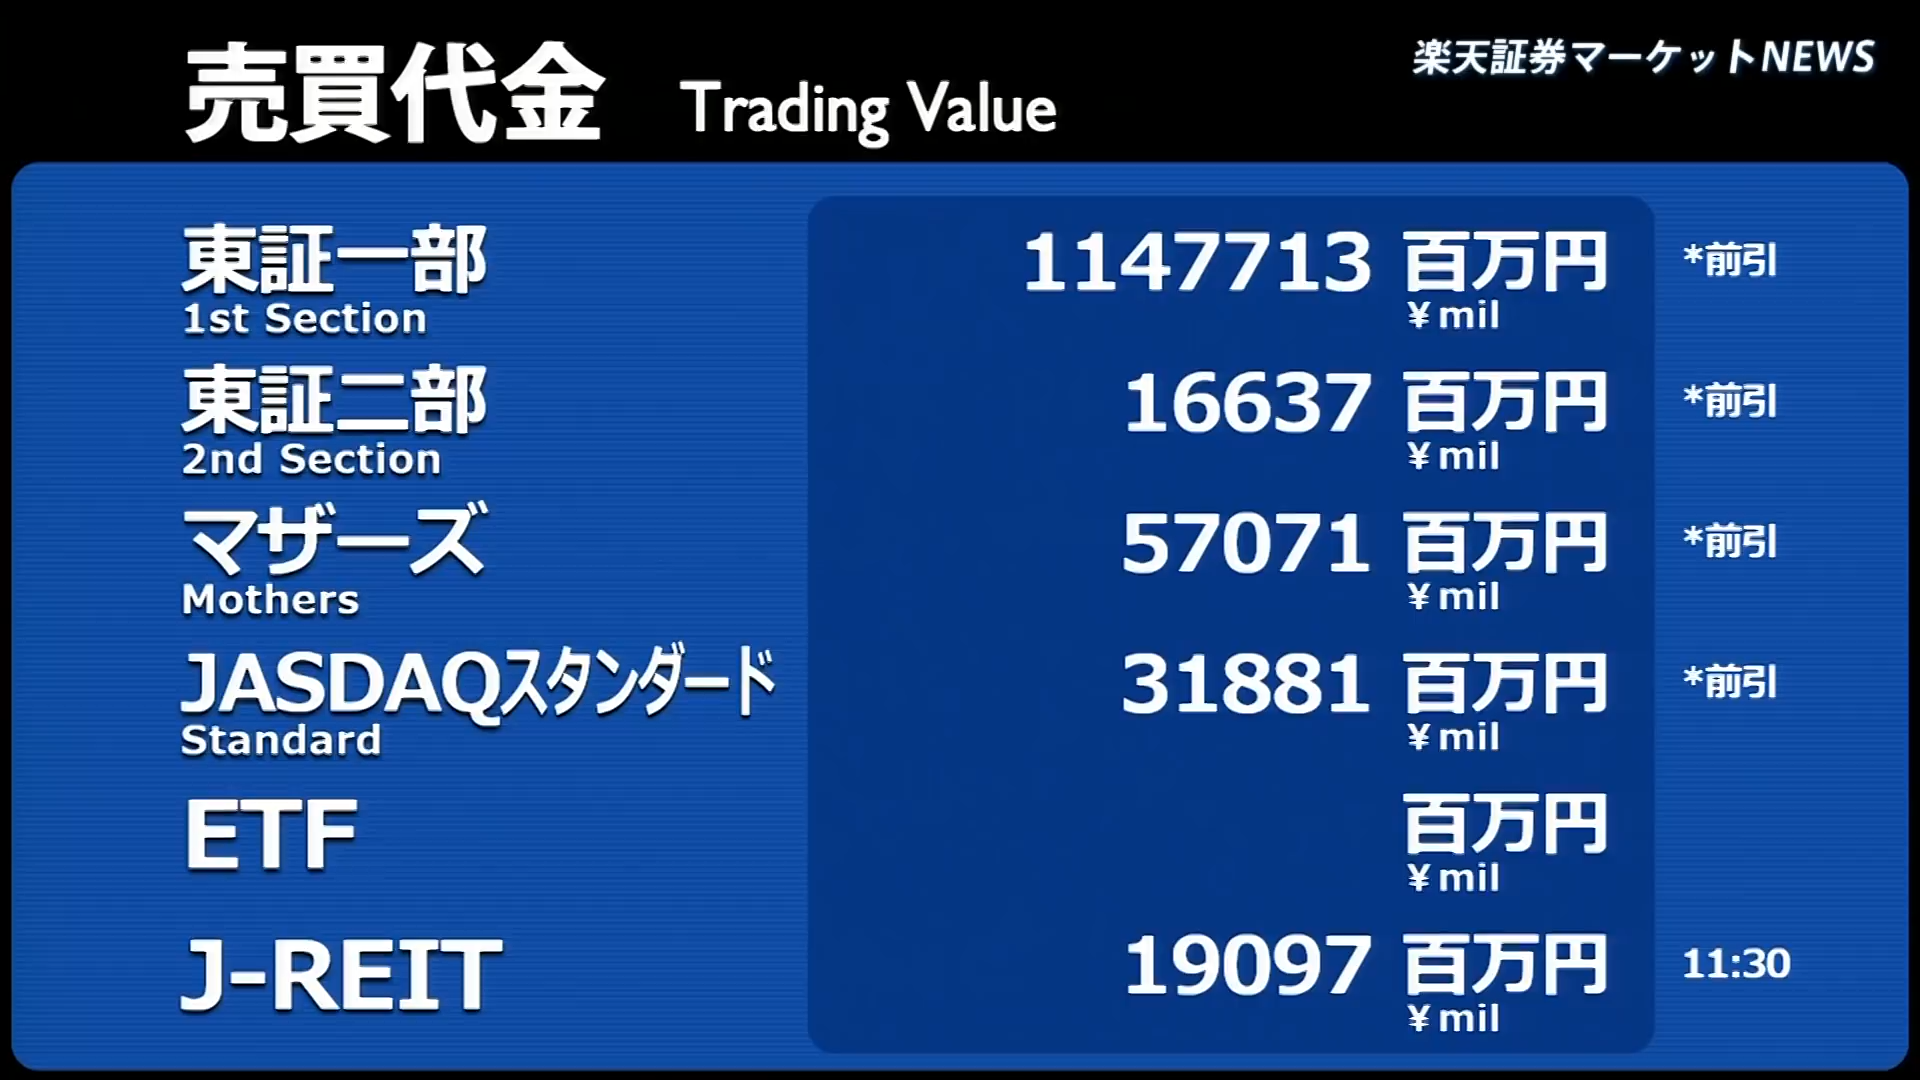 売買代金 Trading Value
楽天証券マーケットNEWS
東証一部 1147713 百万円 *前引
1st Section ¥mil
東証二部 16637 百万円 *前引
2nd Section ¥mil
マザーズ 57071 百万円 *前引
Mothers ¥mil
JASDAQスタンダード 31881 百万円 *前引
Standard ¥mil
ETF 百万円
¥mil
J-REIT 19097 百万円 11:30
¥mil